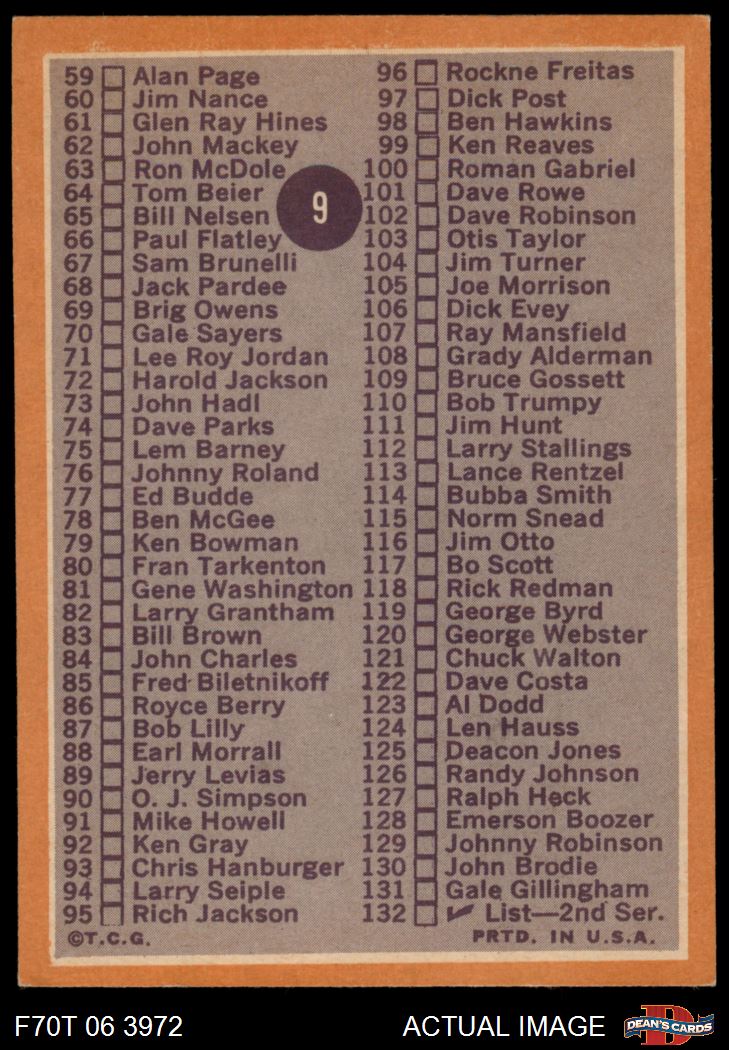 59 Alan Page
60 Jim Nance
61 Glen Ray Hines
62 John Mackey
63 Ron McDole
64 Tom Beier
65 Bill Nelsen
66 Paul Flatley
67 Sam Brunelli
68 Jack Pardee
69 Brig Owens
70 Gale Sayers
71 Lee Roy Jordan
72 Harold Jackson
73 John Hadl
74 Dave Parks
75 Lem Barney
76 Johnny Roland
77 Ed Budde
78 Ben McGee
79 Ken Bowman
80 Fran Tarkenton
81 Gene Washington
82 Larry Grantham
83 Bill Brown
84 John Charles
85 Fred Biletnikoff
86 Royce Berry
87 Bob Lilly
88 Earl Morrall
89 Jerry Levias
90 O. J. Simpson
91 Mike Howell
92 Ken Gray
93 Chris Hanburger
94 Larry Seiple
95 Rich Jackson
©T.C.G.
9
96 Rockne Freitas
97 Dick Post
98 Ben Hawkins
99 Ken Reaves
100 Roman Gabriel
101 Dave Rowe
102 Dave Robinson
103 Otis Taylor
104 Jim Turner
105 Joe Morrison
106 Dick Evey
107 Ray Mansfield
108 Grady Alderman
109 Bruce Gossett
110 Bob Trumpy
111 Jim Hunt
112 Larry Stallings
113 Lance Rentzel
114 Bubba Smith
115 Norm Snead
116 Jim Otto
117 Bo Scott
118 Rick Redman
119 George Byrd
120 George Webster
121 Chuck Walton
122 Dave Costa
123 Al Dodd
124 Len Hauss
125 Deacon Jones
126 Randy Johnson
127 Ralph Heck
128 Emerson Boozer
129 Johnny Robinson
130 John Brodie
131 Gale Gillingham
132 ✓ List—2nd Ser.
PRTD. IN U.S.A.
F70T 06 3972
ACTUAL IMAGE
D
DEAN'S CARDS